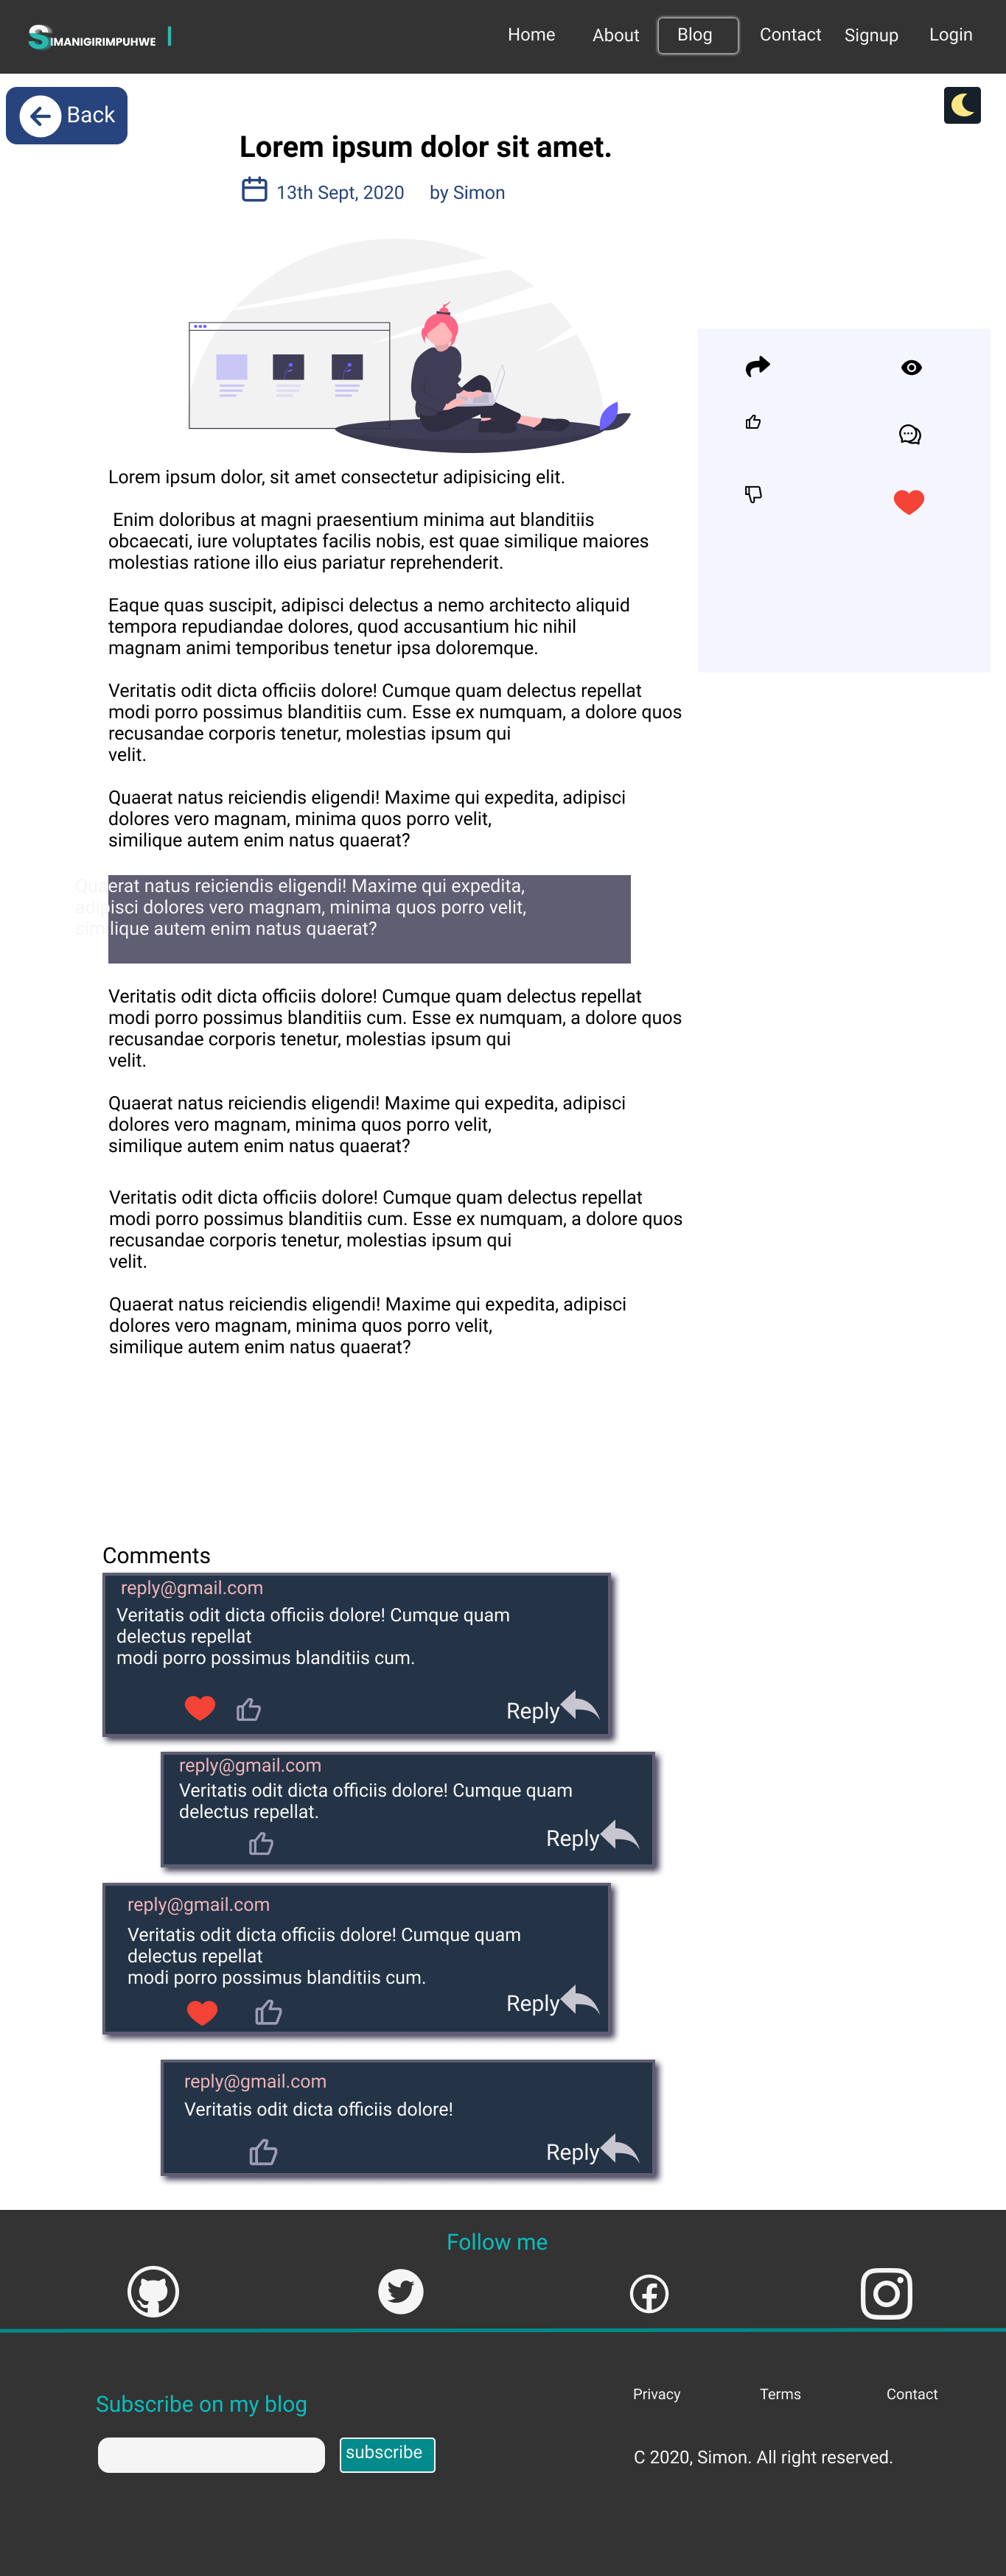 SIMANIGIRIMPUHWE
Home About Blog Contact Signup Login
Back
Lorem ipsum dolor sit amet.
13th Sept, 2020 by Simon
Lorem ipsum dolor, sit amet consectetur adipisicing elit.
Enim doloribus at magni praesentium minima aut blanditiis
obcaecati, iure voluptates facilis nobis, est quae similique maiores
molestias ratione illo eius pariatur reprehenderit.
Eaque quas suscipit, adipisci delectus a nemo architecto aliquid
tempora repudiandae dolores, quod accusantium hic nihil
magnam animi temporibus tenetur ipsa doloremque.
Veritatis odit dicta officiis dolore! Cumque quam delectus repellat
modi porro possimus blanditiis cum. Esse ex numquam, a dolore quos
recusandae corporis tenetur, molestias ipsum qui
velit.
Quaerat natus reiciendis eligendi! Maxime qui expedita, adipisci
dolores vero magnam, minima quos porro velit,
similique autem enim natus quaerat?
Quaerat natus reiciendis eligendi! Maxime qui expedita,
adipisci dolores vero magnam, minima quos porro velit,
similique autem enim natus quaerat?
Veritatis odit dicta officiis dolore! Cumque quam delectus repellat
modi porro possimus blanditiis cum. Esse ex numquam, a dolore quos
recusandae corporis tenetur, molestias ipsum qui
velit.
Quaerat natus reiciendis eligendi! Maxime qui expedita, adipisci
dolores vero magnam, minima quos porro velit,
similique autem enim natus quaerat?
Veritatis odit dicta officiis dolore! Cumque quam delectus repellat
modi porro possimus blanditiis cum. Esse ex numquam, a dolore quos
recusandae corporis tenetur, molestias ipsum qui
velit.
Quaerat natus reiciendis eligendi! Maxime qui expedita, adipisci
dolores vero magnam, minima quos porro velit,
similique autem enim natus quaerat?
Comments
reply@gmail.com
Veritatis odit dicta officiis dolore! Cumque quam
delectus repellat
modi porro possimus blanditiis cum.
Reply
reply@gmail.com
Veritatis odit dicta officiis dolore! Cumque quam
delectus repellat.
Reply
reply@gmail.com
Veritatis odit dicta officiis dolore! Cumque quam
delectus repellat
modi porro possimus blanditiis cum.
Reply
reply@gmail.com
Veritatis odit dicta officiis dolore!
Reply
Follow me
Privacy Terms Contact
Subscribe on my blog
subscribe
C 2020, Simon. All right reserved.